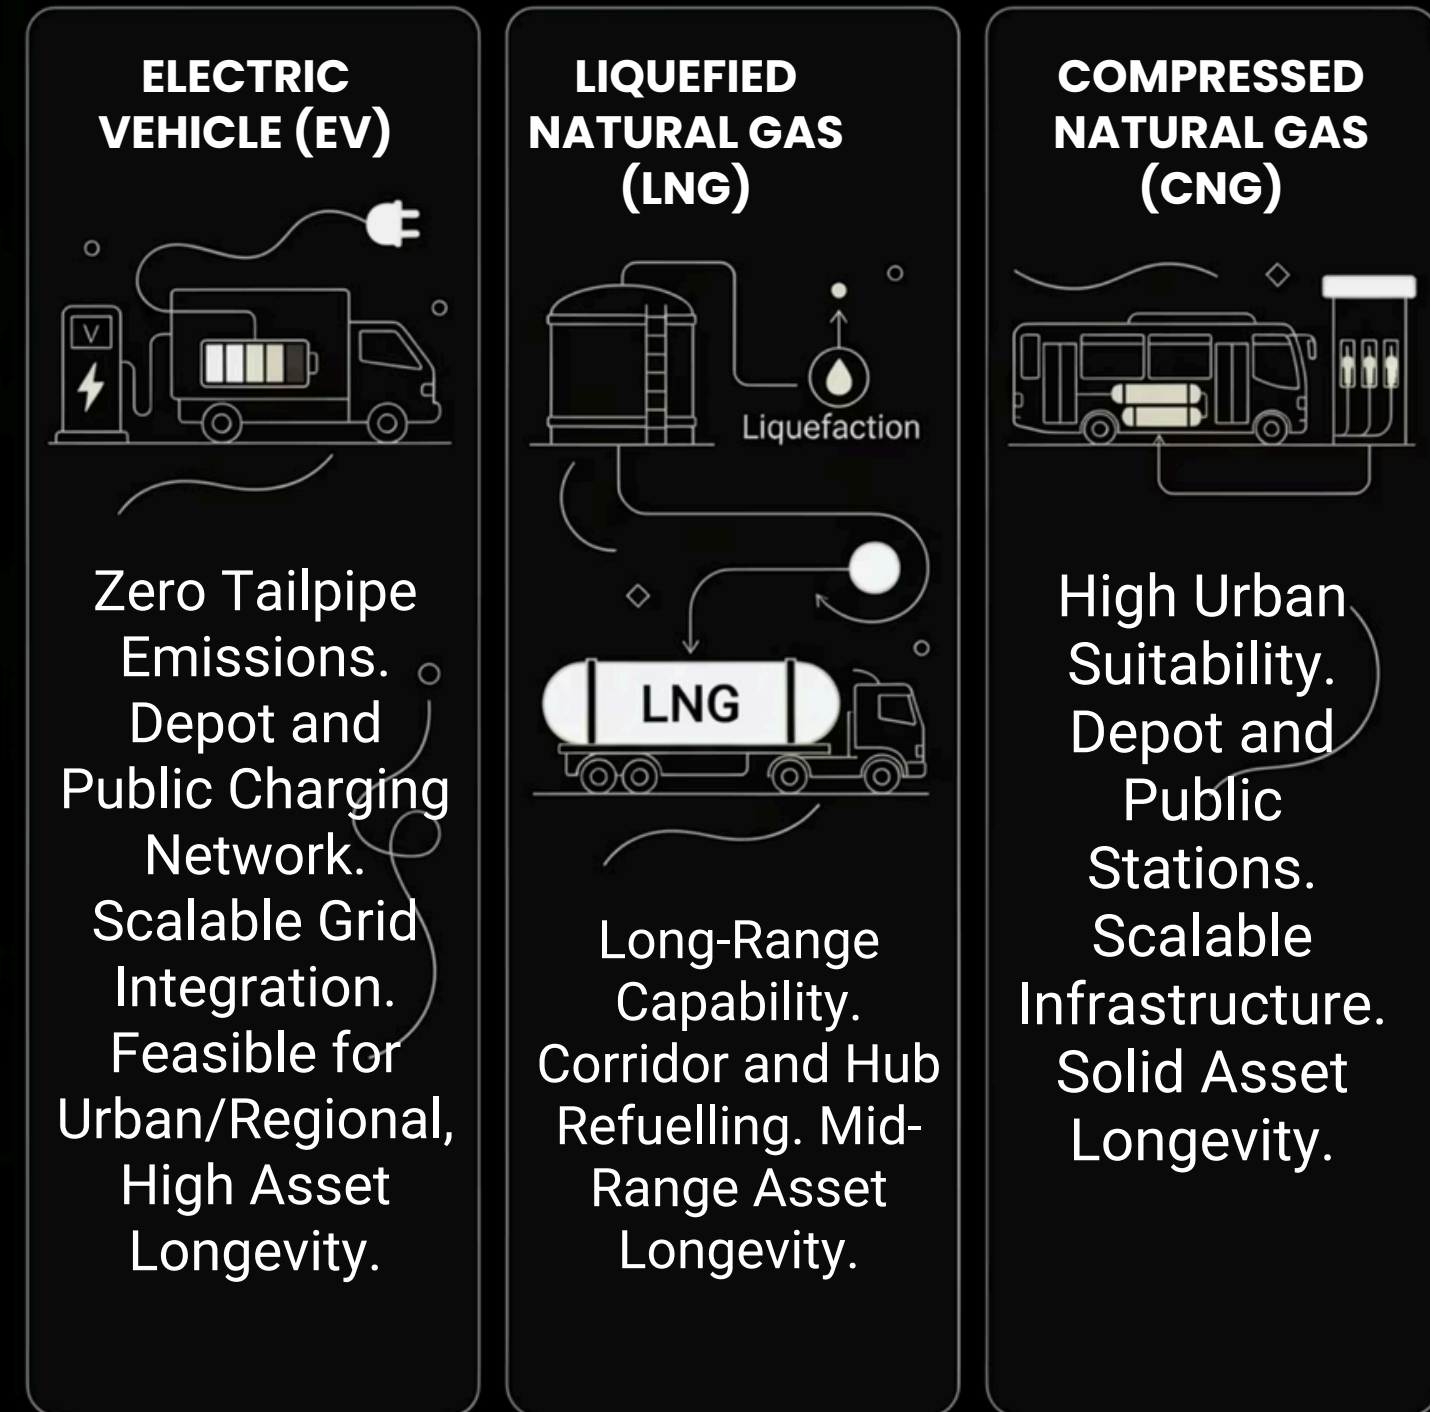 ELECTRIC
VEHICLE (EV)
V
Zero Tailpipe
Emissions.
Depot and
Public Charging
Network.
Scalable Grid
Integration.
Feasible for
Urban/Regional,
High Asset
Longevity.
LIQUEFIED
NATURAL GAS
(LNG)
Liquefaction
LNG
Long-Range
Capability.
Corridor and Hub
Refuelling. Mid-
Range Asset
Longevity.
COMPRESSED
NATURAL GAS
(CNG)
High Urban
Suitability.
Depot and
Public
Stations.
Scalable
Infrastructure.
Solid Asset
Longevity.